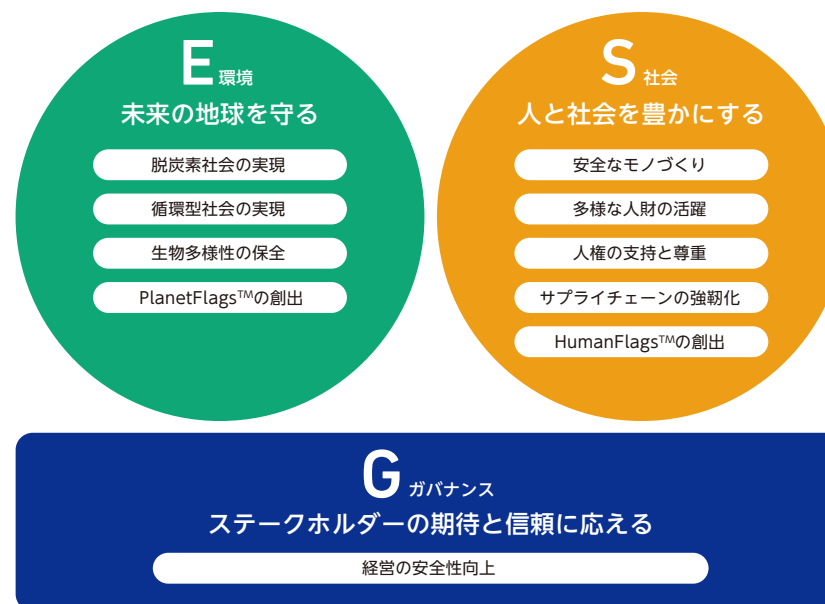 E 環境
未来の地球を守る
脱炭素社会の実現
循環型社会の実現
生物多様性の保全
PlanetFlags™の創出
S 社会
人と社会を豊かにする
安全なモノづくり
多様な人財の活躍
人権の支持と尊重
サプライチェーンの強靭化
HumanFlags™の創出
G ガバナンス
ステークホルダーの期待と信頼に応える
経営の安全性向上